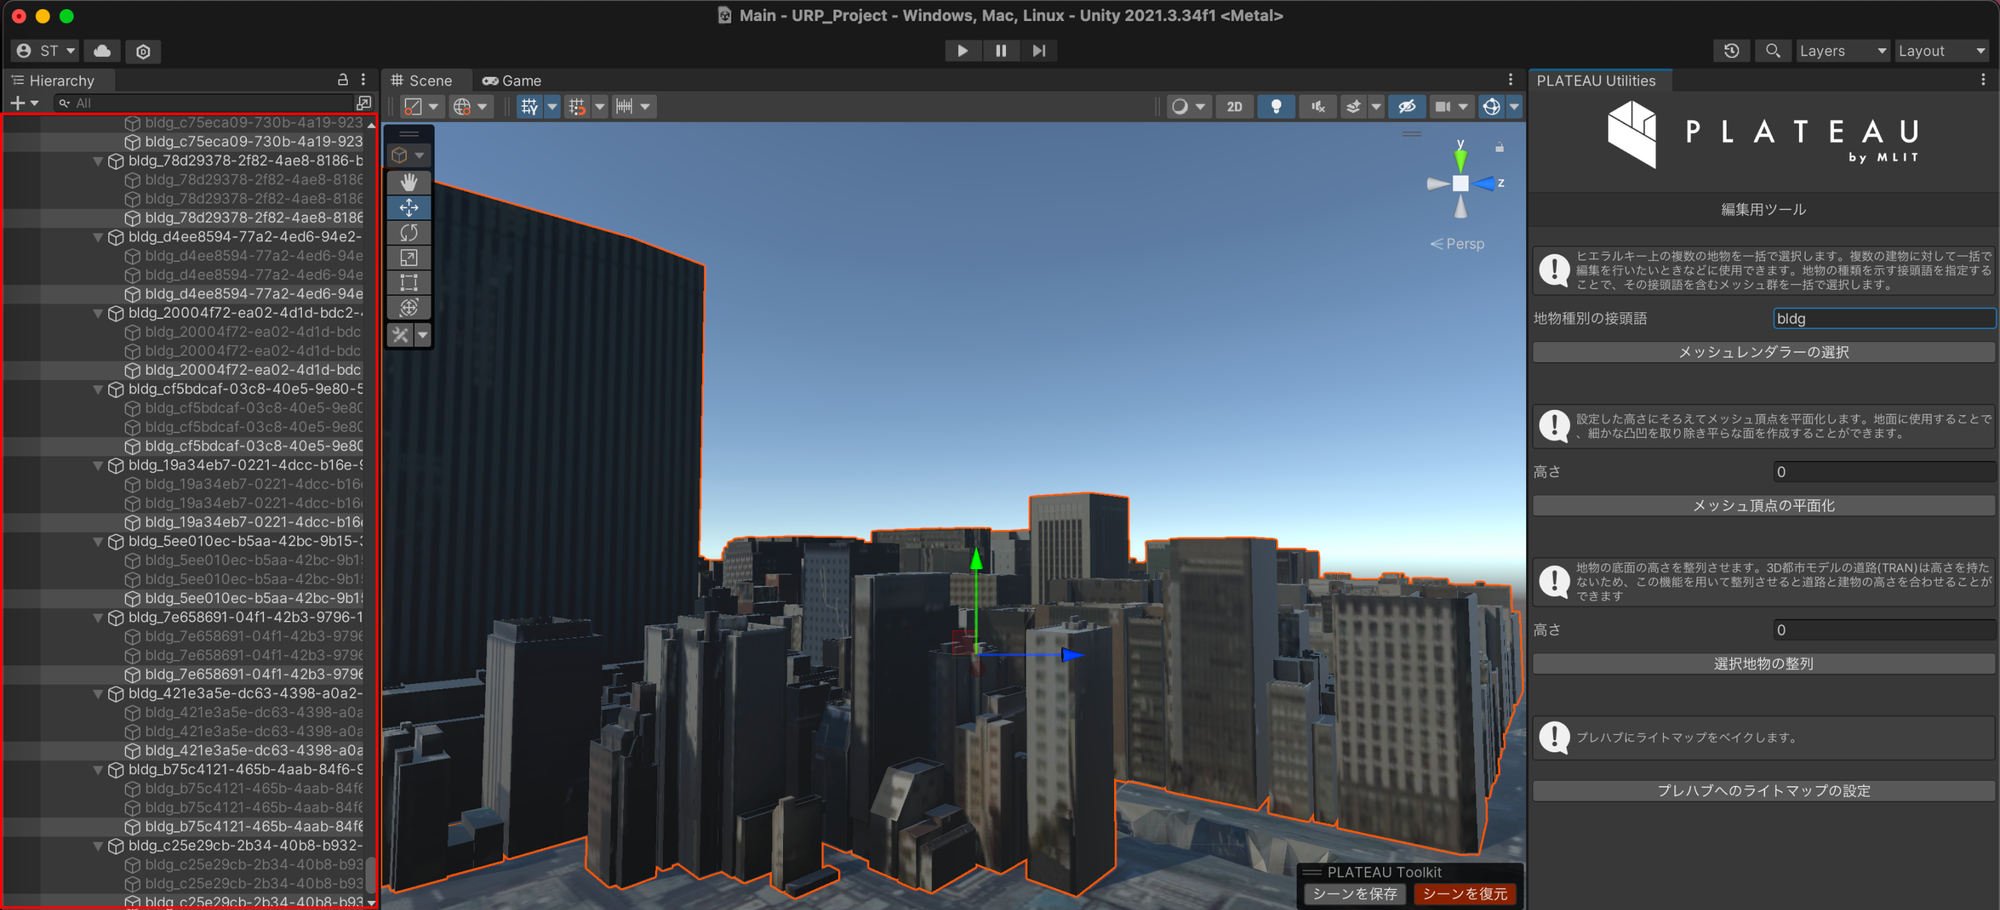 Main - URP_Project - Windows, Mac, Linux - Unity 2021.3.34f1 <Metal>
ST
Layers
Layout
Hierarchy
All
bldg_c75eca09-730b-4a19-923
bldg_c75eca09-730b-4a19-923
bldg_78d29378-2f82-4ae8-8186-b
bldg_78d29378-2f82-4ae8-8186
bldg_78d29378-2f82-4ae8-8186
bldg_78d29378-2f82-4ae8-8186
bldg_d4ee8594-77a2-4ed6-94e2-
bldg_d4ee8594-77a2-4ed6-94e
bldg_d4ee8594-77a2-4ed6-94e
bldg_d4ee8594-77a2-4ed6-94e
bldg_20004f72-ea02-4d1d-bdc2-
bldg_20004f72-ea02-4d1d-bdc
bldg_20004f72-ea02-4d1d-bdc
bldg_20004f72-ea02-4d1d-bdc
bldg_cf5bdcaf-03c8-40e5-9e80-5
bldg_cf5bdcaf-03c8-40e5-9e80
bldg_cf5bdcaf-03c8-40e5-9e80
bldg_cf5bdcaf-03c8-40e5-9e80
bldg_19a34eb7-0221-4dcc-b16e-9
bldg_19a34eb7-0221-4dcc-b16
bldg_19a34eb7-0221-4dcc-b16
bldg_19a34eb7-0221-4dcc-b16
bldg_5ee010ec-b5aa-42bc-9b15-3
bldg_5ee010ec-b5aa-42bc-9b1
bldg_5ee010ec-b5aa-42bc-9b1
bldg_5ee010ec-b5aa-42bc-9b1
bldg_7e658691-04f1-42b3-9796-1
bldg_7e658691-04f1-42b3-9796
bldg_7e658691-04f1-42b3-9796
bldg_7e658691-04f1-42b3-9796
bldg_421e3a5e-dc63-4398-a0a2-
bldg_421e3a5e-dc63-4398-a0a
bldg_421e3a5e-dc63-4398-a0a
bldg_421e3a5e-dc63-4398-a0a
bldg_b75c4121-465b-4aab-84f6-9
bldg_b75c4121-465b-4aab-84f6
bldg_b75c4121-465b-4aab-84f6
bldg_b75c4121-465b-4aab-84f6
bldg_c25e29cb-2b34-40b8-b932-
bldg_c25e29cb-2b34-40b8-b93
bldg_c25e29cb-2b34-40b8-b93
bldg_c25e29cb-2b34-40b8-b93
Scene
Game
2D
y
z
Persp
PLATEAU Toolkit
シーンを保存
シーンを復元
PLATEAU Utilities
PLATEAU
by MLIT
編集用ツール
ヒエラルキー上の複数の地物を一括で選択します。複数の建物に対して一括で
編集を行いたいときなどに使用できます。地物の種類を示す接頭語を指定する
ことで、その接頭語を含むメッシュ群を一括で選択します。
地物種別の接頭語
bldg
メッシュレンダラーの選択
設定した高さにそろえてメッシュ頂点を平面化します。地面に使用することで
、細かな凸凹を取り除き平らな面を作成することができます。
高さ
0
メッシュ頂点の平面化
地物の底面の高さを整列させます。3D都市モデルの道路(TRAN)は高さを持た
ないため、この機能を用いて整列させると道路と建物の高さを合わせることが
できます
高さ
0
選択地物の整列
プレハブにライトマップをベイクします。
プレハブへのライトマップの設定